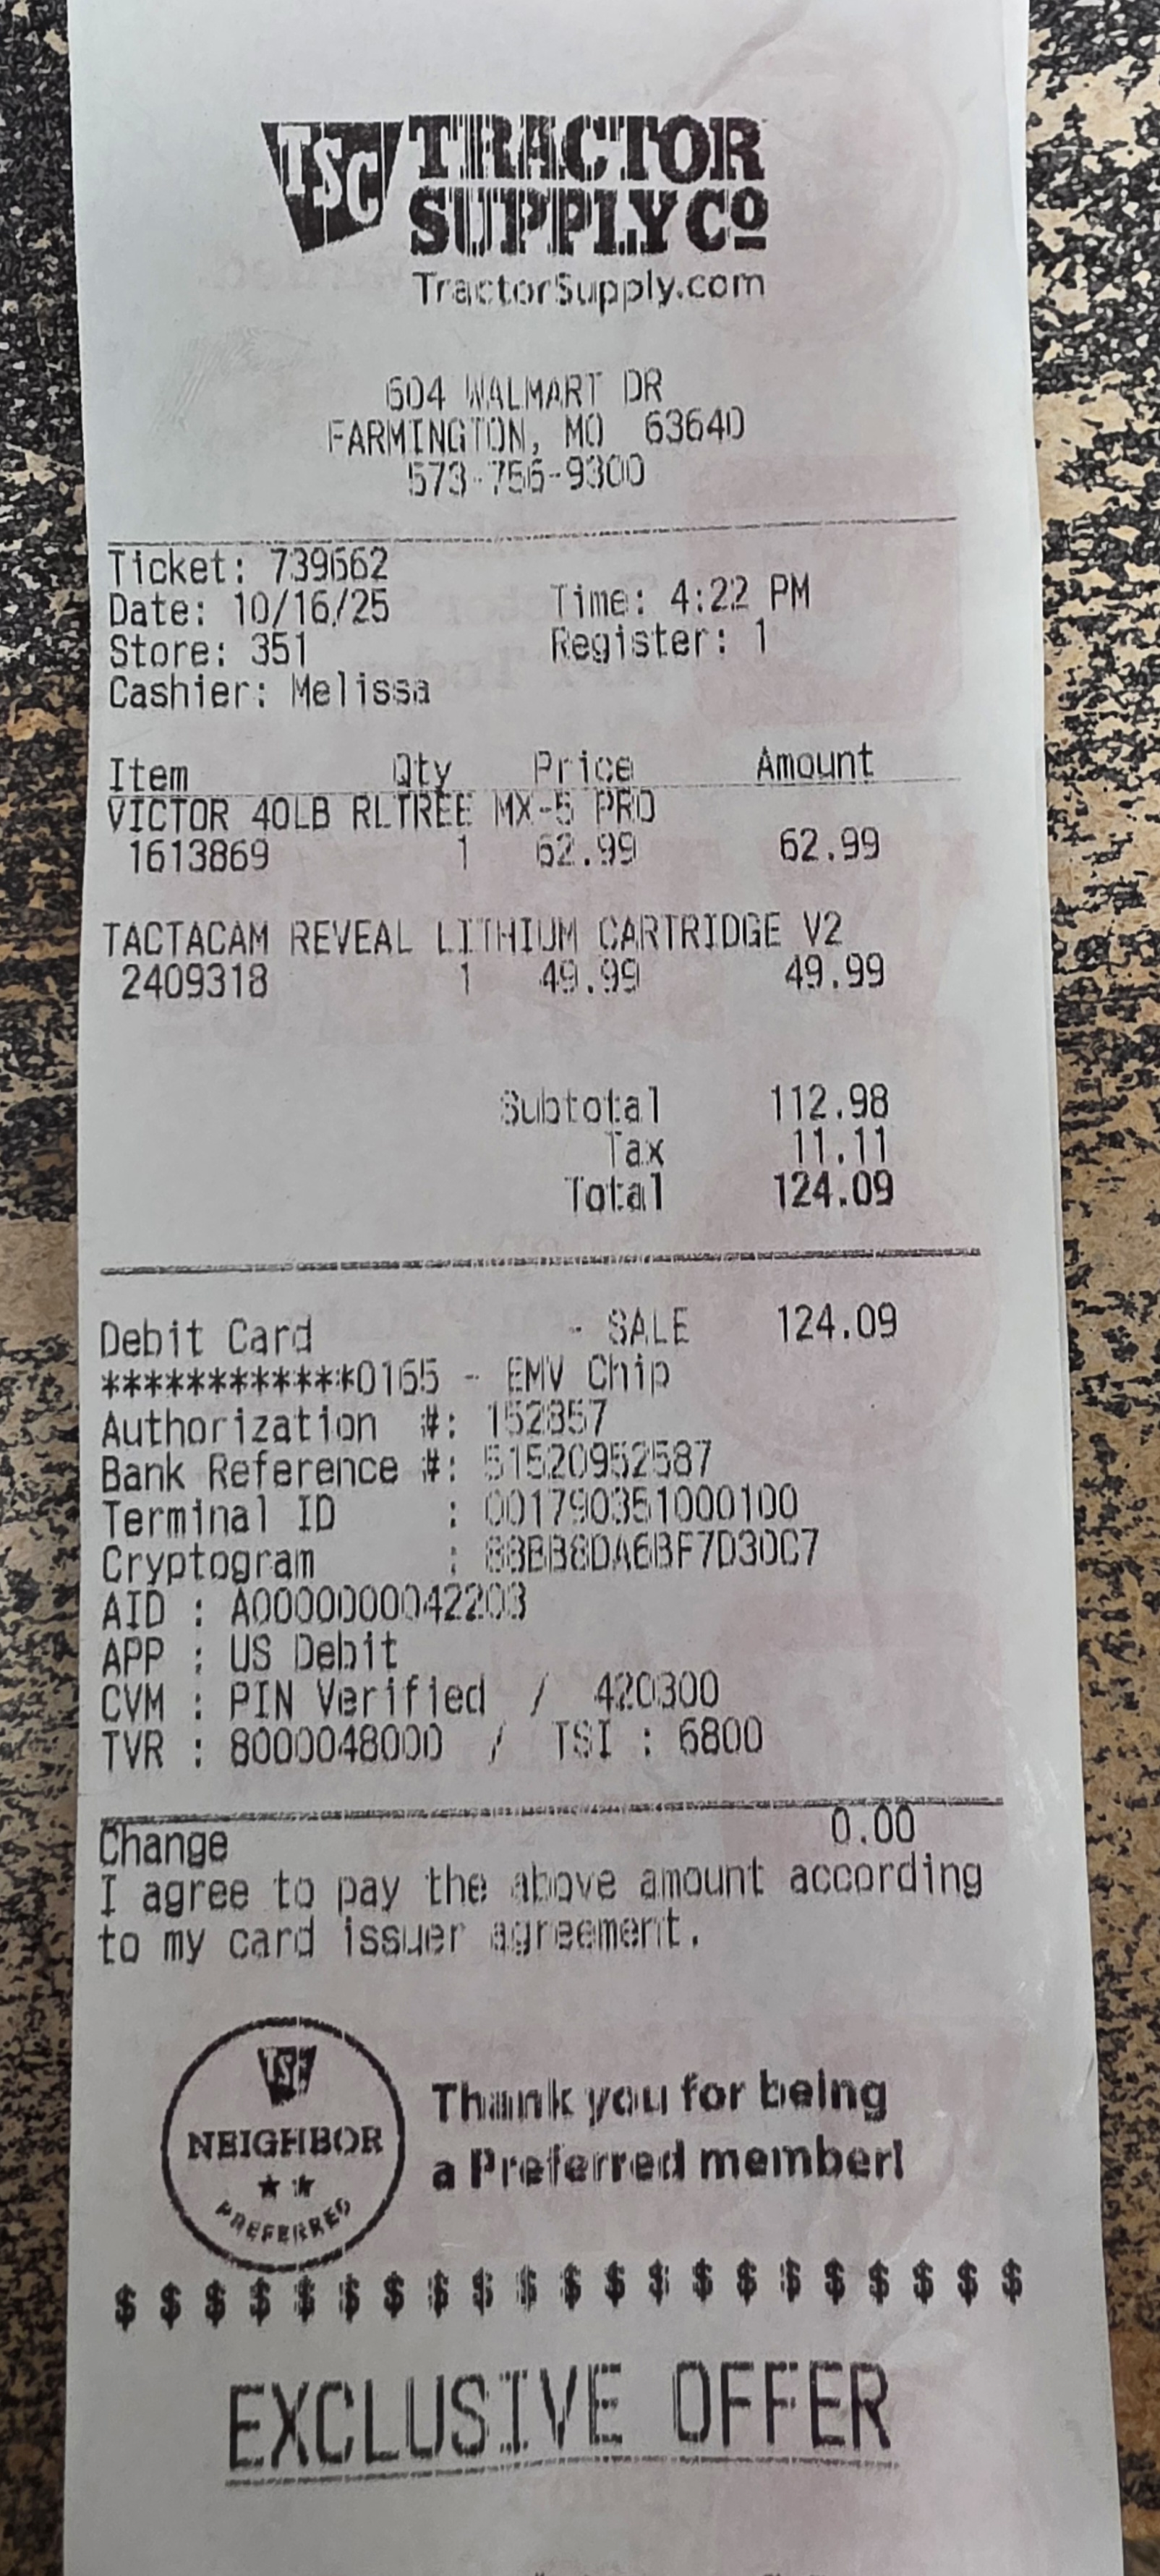 TSC TRACTOR
SUPPLY CO
TractorSupply.com
604 WALMART DR
FARMINGTON, MO 63640
573-756-9300
Ticket: 739662
Date: 10/16/25 Time: 4:22 PM
Store: 351 Register: 1
Cashier: Melissa
Item Qty Price Amount
VICTOR 40LB RLTREE MX-5 PRO
1613869 1 62.99 62.99
TACTACAM REVEAL LITHIUM CARTRIDGE V2
2409318 1 49.99 49.99
Subtotal 112.98
Tax 11.11
Total 124.09
Debit Card - SALE 124.09
************0165 - EMV Chip
Authorization #: 152857
Bank Reference #: 51520952587
Terminal ID : 001790351000100
Cryptogram : 88BB8DA6BF7D30C7
AID : A0000000042203
APP : US Debit
CVM : PIN Verified / 420300
TVR : 8000048000 / TSI : 6800
Change 0.00
I agree to pay the above amount according
to my card issuer agreement.
TSC
NEIGHBOR
PREFERRED
Thank you for being
a Preferred member!
$ $ $ $ $ $ $ $ $ $ $ $ $ $ $ $ $ $ $ $ $
EXCLUSIVE OFFER